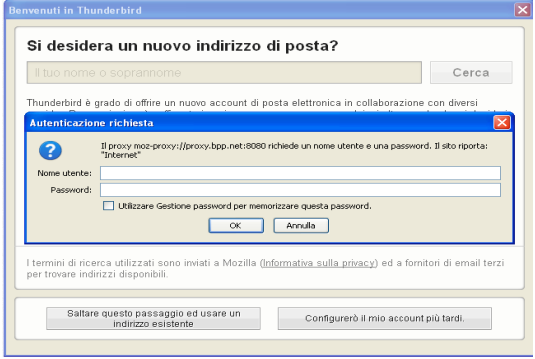 Benvenuti in Thunderbird
Si desidera un nuovo indirizzo di posta?
Il tuo nome o soprannome
Cerca
Thunderbird è grado di offrire un nuovo account di posta elettronica in collaborazione con diversi
Autenticazione richiesta
Il proxy moz-proxy://proxy.bpp.net:8080 richiede un nome utente e una password. Il sito riporta:
"Internet"
Nome utente:
Password:
Utilizzare Gestione password per memorizzare questa password.
OK
Annulla
I termini di ricerca utilizzati sono inviati a Mozilla (Informativa sulla privacy) ed a fornitori di email terzi
per trovare indirizzi disponibili.
Saltare questo passaggio ed usare un
indirizzo esistente
Configurerò il mio account più tardi.